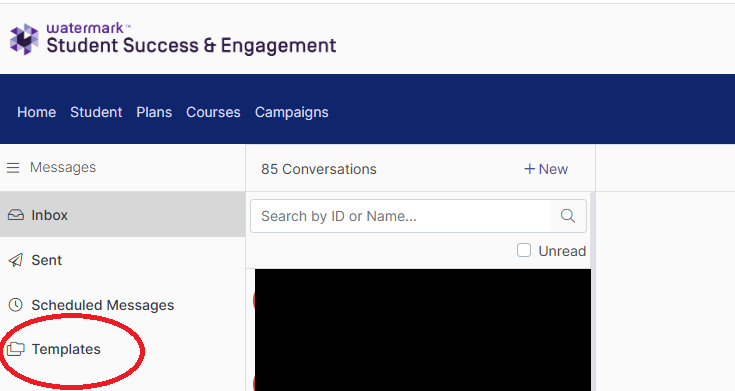 watermark™
Student Success & Engagement
Home Student Plans Courses Campaigns
Messages
85 Conversations
+ New
Inbox
Search by ID or Name...
Unread
Sent
Scheduled Messages
Templates